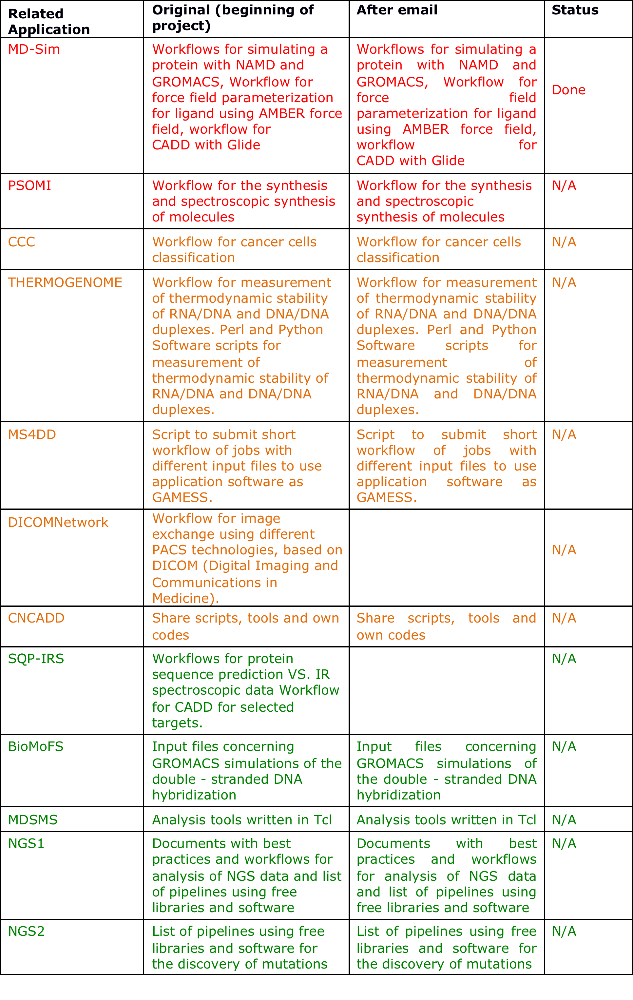 Related
Application
Original (beginning of
project)
After email
Status
MD-Sim
Workflows for simulating a
protein with NAMD and
GROMACS, Workflow for
force field parameterization
for ligand using AMBER force
field, workflow for
CADD with Glide
Workflows for simulating a
protein with NAMD and
GROMACS, Workflow for
force field
parameterization for ligand
using AMBER force field,
workflow for
CADD with Glide
Done
PSOMI
Workflow for the synthesis
and spectroscopic synthesis
of molecules
Workflow for the synthesis
and spectroscopic
synthesis of molecules
N/A
CCC
Workflow for cancer cells
classification
Workflow for cancer cells
classification
N/A
THERMOGENOME
Workflow for measurement
of thermodynamic stability
of RNA/DNA and DNA/DNA
duplexes. Perl and Python
Software scripts for
measurement of
thermodynamic stability of
RNA/DNA and DNA/DNA
duplexes.
Workflow for measurement
of thermodynamic stability
of RNA/DNA and DNA/DNA
duplexes. Perl and Python
Software scripts for
measurement of
thermodynamic stability of
RNA/DNA and DNA/DNA
duplexes.
N/A
MS4DD
Script to submit short
workflow of jobs with
different input files to use
application software as
GAMESS.
Script to submit short
workflow of jobs with
different input files to use
application software as
GAMESS.
N/A
DICOMNetwork
Workflow for image
exchange using different
PACS technologies, based on
DICOM (Digital Imaging and
Communications in
Medicine).
N/A
CNCADD
Share scripts, tools and own
codes
Share scripts, tools and
own codes
N/A
SQP-IRS
Workflows for protein
sequence prediction VS. IR
spectroscopic data Workflow
for CADD for selected
targets.
N/A
BioMoFS
Input files concerning
GROMACS simulations of the
double - stranded DNA
hybridization
Input files concerning
GROMACS simulations of
the double - stranded DNA
hybridization
N/A
MDSMS
Analysis tools written in Tcl
Analysis tools written in Tcl
N/A
NGS1
Documents with best
practices and workflows for
analysis of NGS data and list
of pipelines using free
libraries and software
Documents with best
practices and workflows
for analysis of NGS data
and list of pipelines using
free libraries and software
N/A
NGS2
List of pipelines using free
libraries and software for
the discovery of mutations
List of pipelines using free
libraries and software for
the discovery of mutations
N/A